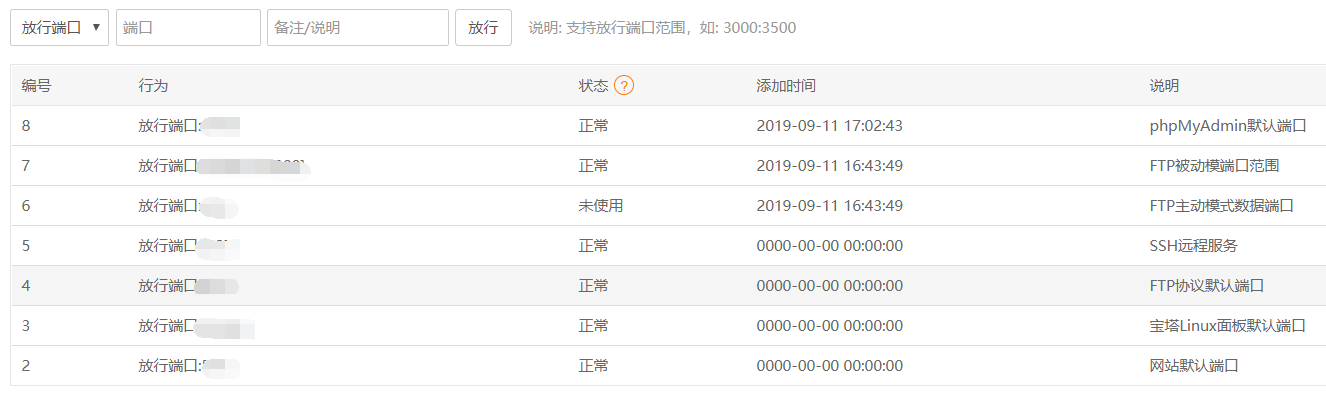 放行端口 端口 备注/说明 放行 说明: 支持放行端口范围，如: 3000:3500
编号 行为 状态 ? 添加时间 说明
8 放行端口: 正常 2019-09-11 17:02:43 phpMyAdmin默认端口
7 放行端口 正常 2019-09-11 16:43:49 FTP被动模端口范围
6 放行端口: 未使用 2019-09-11 16:43:49 FTP主动模式数据端口
5 放行端口 正常 0000-00-00 00:00:00 SSH远程服务
4 放行端口 正常 0000-00-00 00:00:00 FTP协议默认端口
3 放行端口 正常 0000-00-00 00:00:00 宝塔Linux面板默认端口
2 放行端口: 正常 0000-00-00 00:00:00 网站默认端口